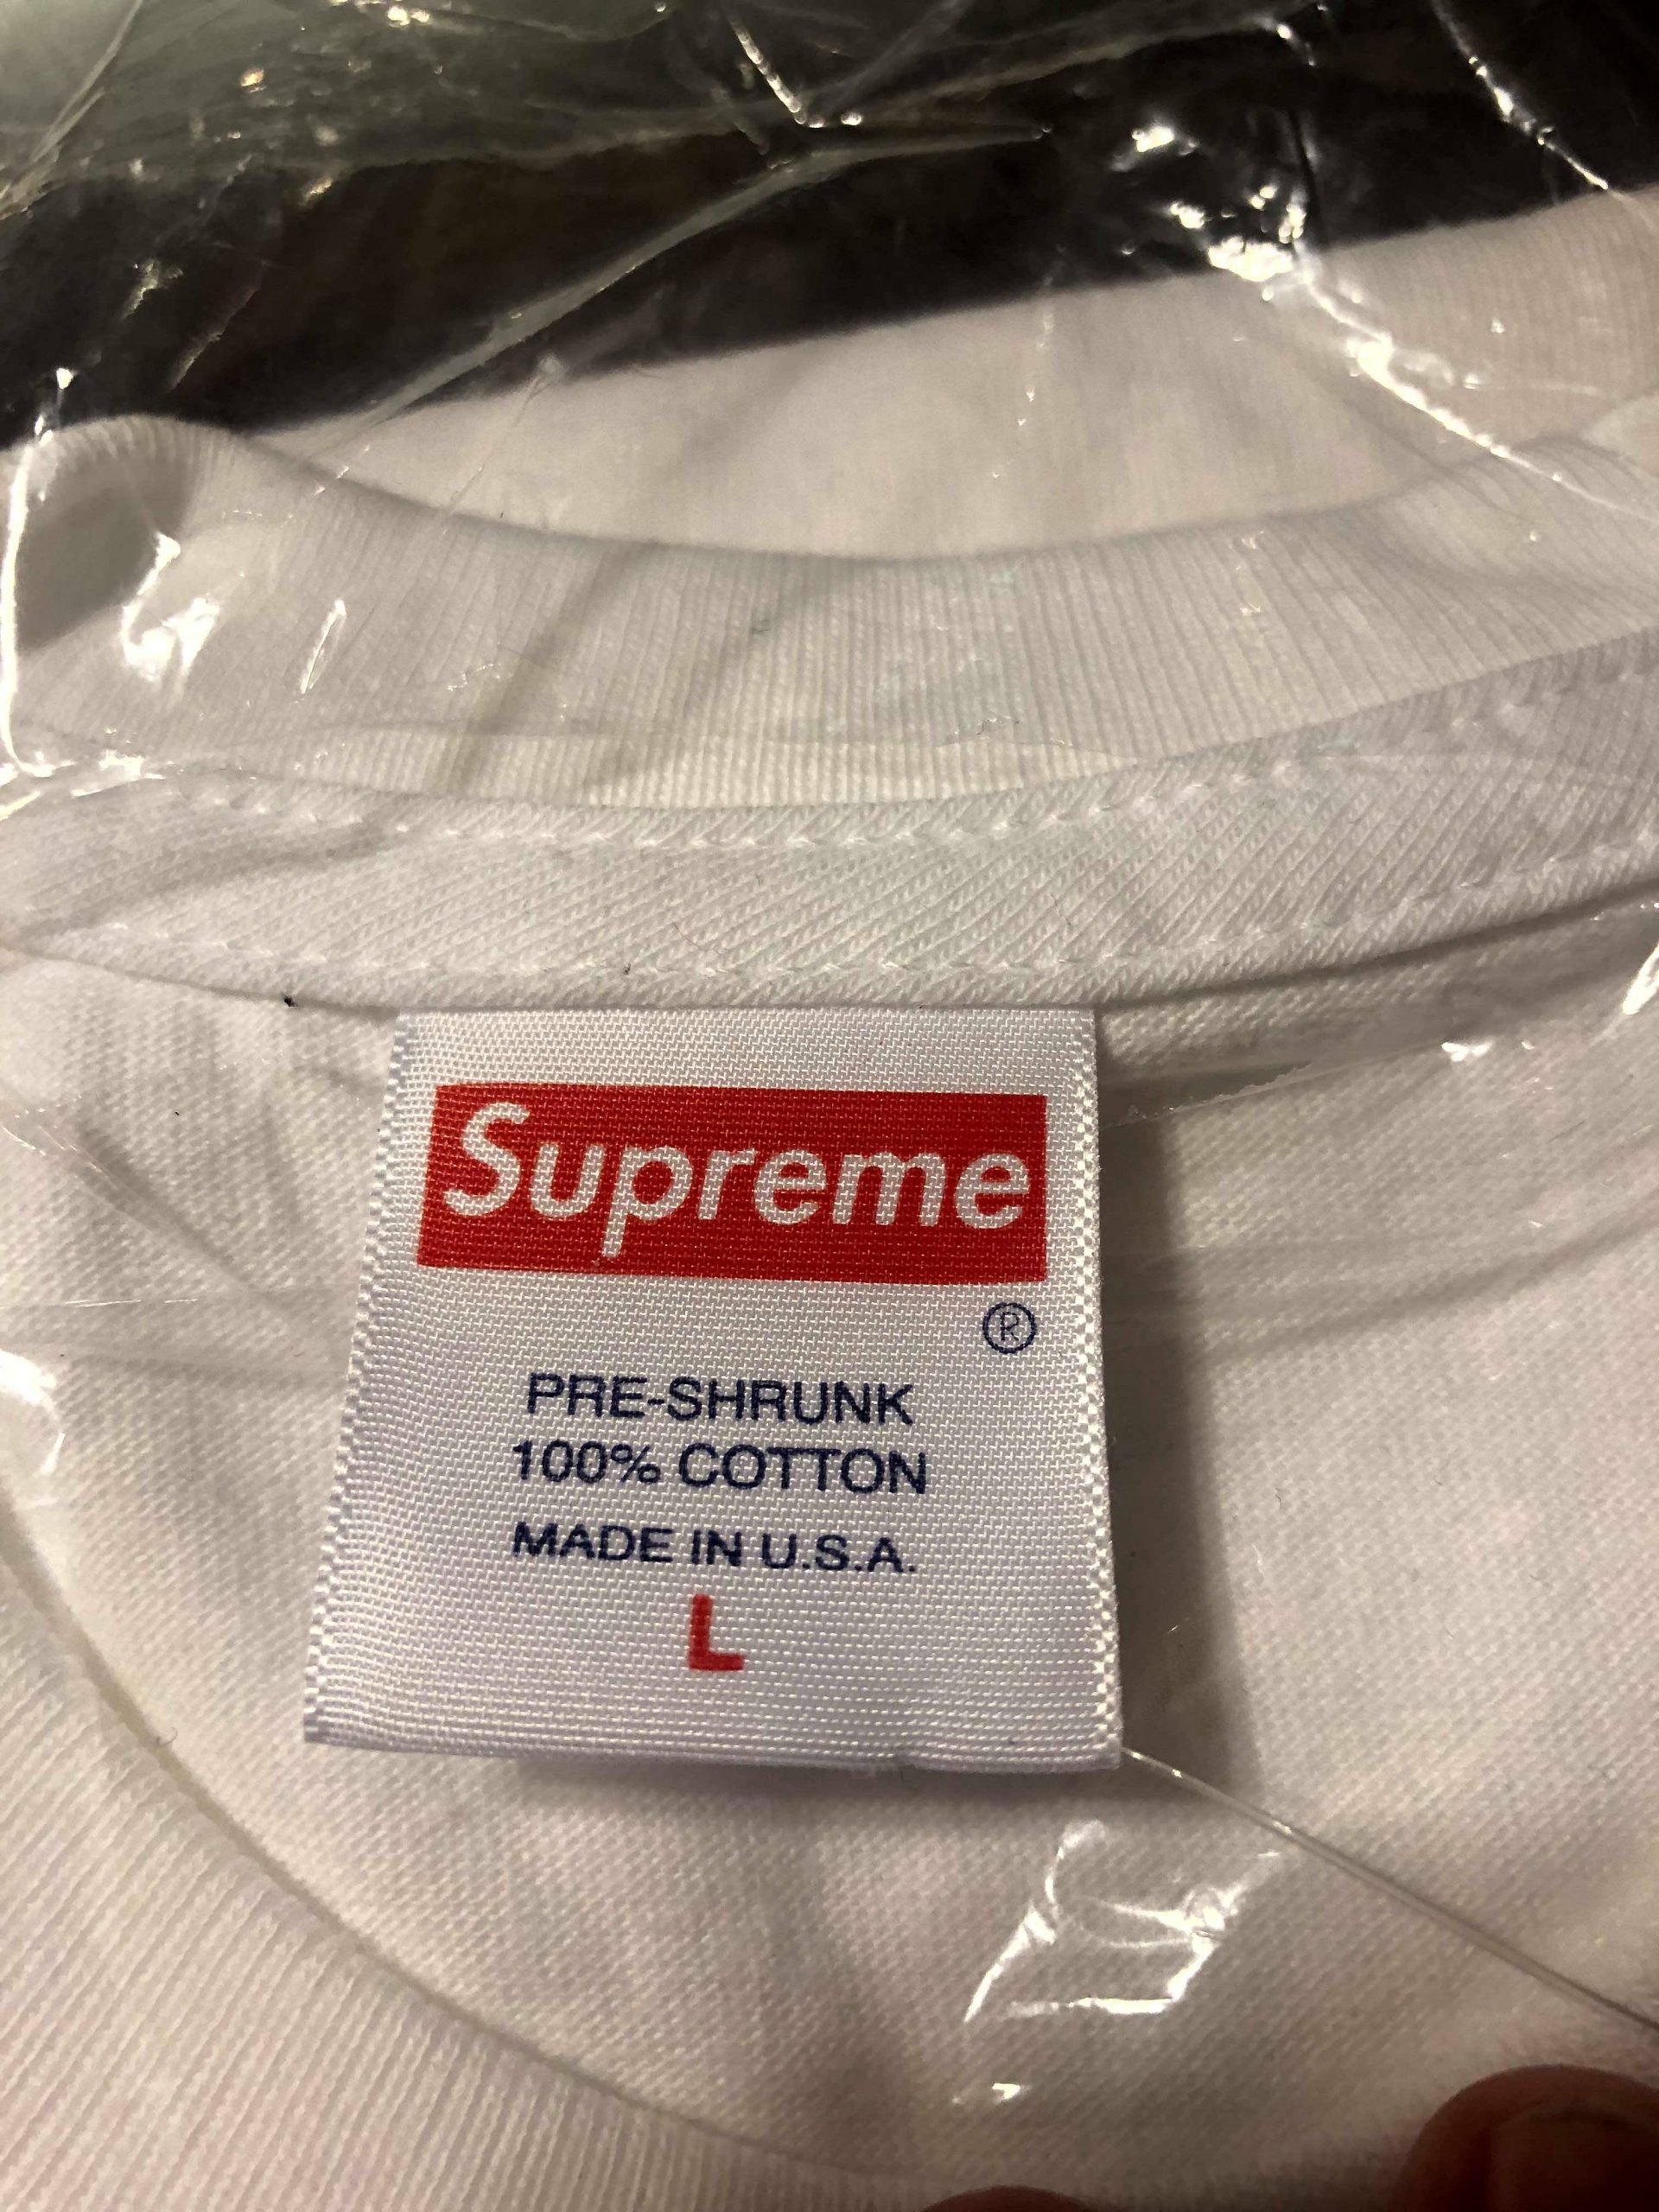 Supreme
®
PRE-SHRUNK
100% COTTON
MADE IN U.S.A.
L